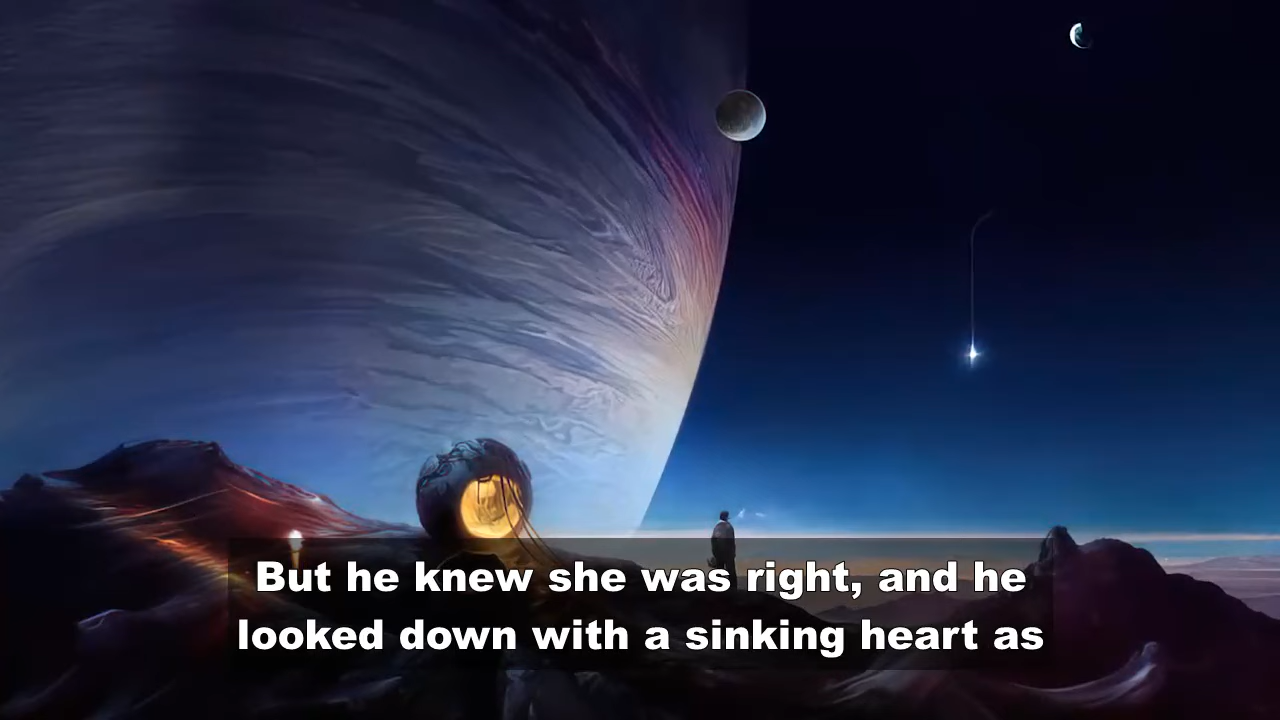 But he knew she was right, and he
looked down with a sinking heart as